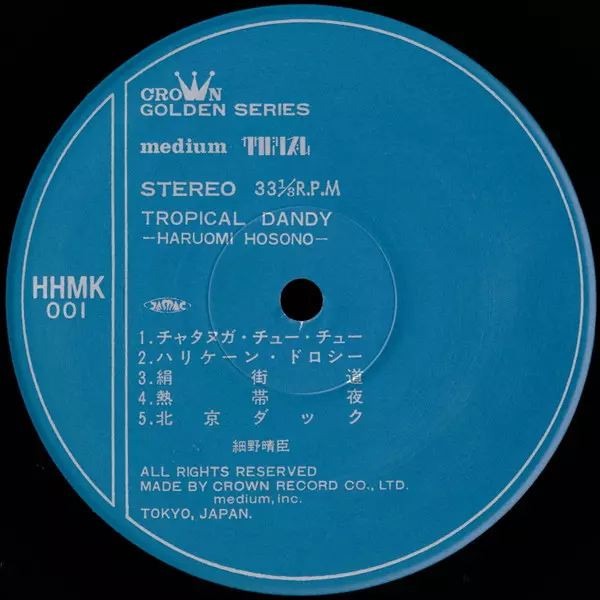 CROWN
GOLDEN SERIES
medium
STEREO 33⅓R.P.M
TROPICAL DANDY
—HARUOMI HOSONO—
HHMK
001
JASRAC
1.チャタヌガ・チュー・チュー
2.ハリケーン・ドロシー
3.絹街道
4.熱帯夜
5.北京ダック
細野晴臣
ALL RIGHTS RESERVED
MADE BY CROWN RECORD CO., LTD.
medium, inc.
TOKYO, JAPAN.